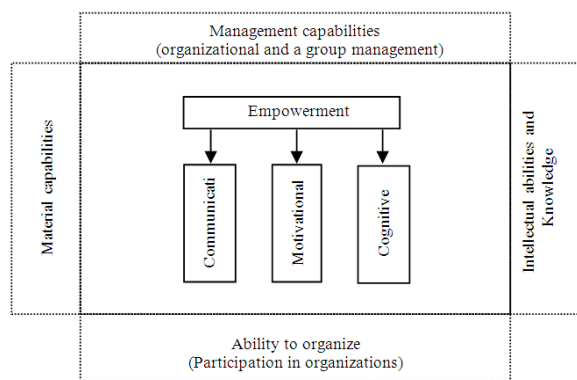 Management capabilities
(organizational and a group management)
Material capabilities
Empowerment
Communicati
Motivational
Cognitive
Intellectual abilities and
Knowledge
Ability to organize
(Participation in organizations)